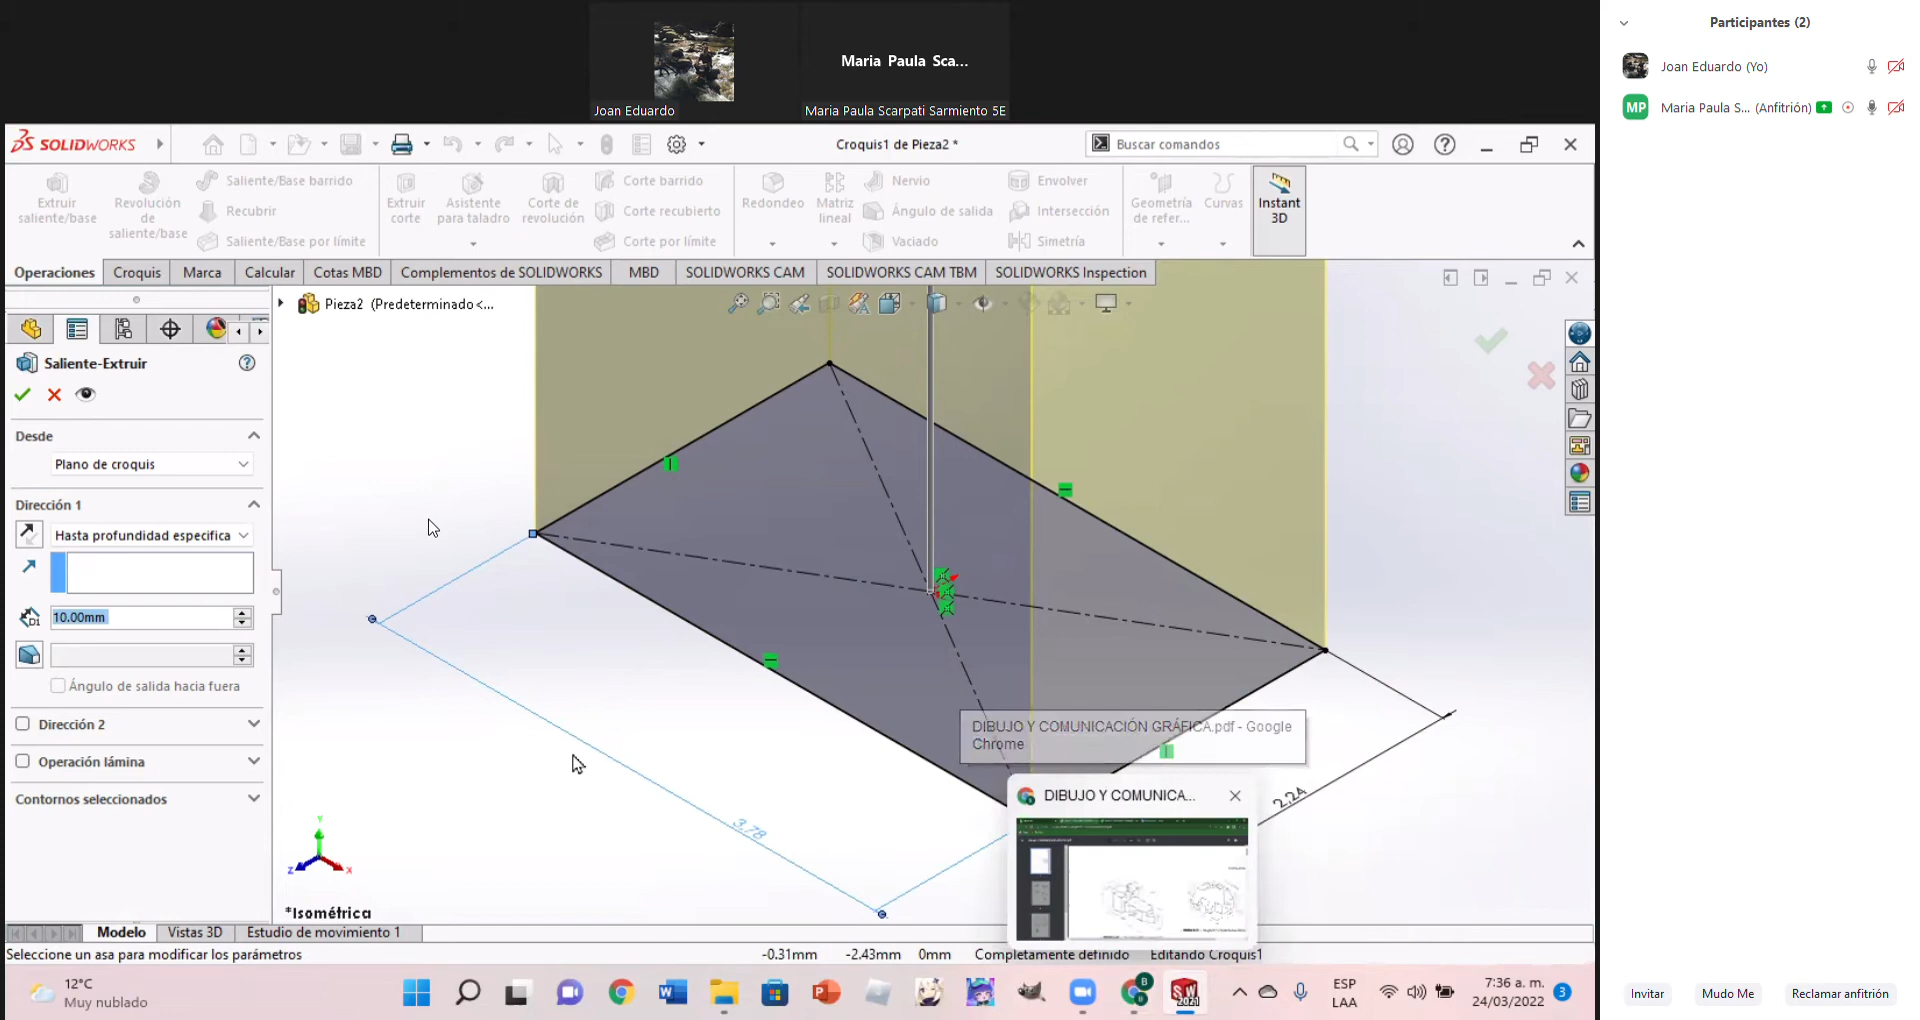 Maria Paula Sca...
Joan Eduardo
Maria Paula Scarpati Sarmiento 5E
Participantes (2)
Joan Eduardo (Yo)
MP
Maria Paula S... (Anfitrión)
SOLIDWORKS
Croquis1 de Pieza2 *
Buscar comandos
Extruir saliente/base
Revolución de saliente/base
Saliente/Base barrido
Recubrir
Saliente/Base por límite
Extruir corte
Asistente para taladro
Corte de revolución
Corte barrido
Corte recubierto
Corte por límite
Redondeo
Matriz lineal
Nervio
Ángulo de salida
Vaciado
Envolver
Intersección
Simetría
Geometría de refer...
Curvas
Instant 3D
Operaciones
Croquis
Marca
Calcular
Cotas MBD
Complementos de SOLIDWORKS
MBD
SOLIDWORKS CAM
SOLIDWORKS CAM TBM
SOLIDWORKS Inspection
Pieza2 (Predeterminado<...
Saliente-Extruir
Desde
Plano de croquis
Dirección 1
Hasta profundidad especifica
D1
10.00mm
Ángulo de salida hacia fuera
Dirección 2
Operación lámina
Contornos seleccionados
3.78
2.24
DIBUJO Y COMUNICACIÓN GRÁFICA.pdf - Google
Chrome
DIBUJO Y COMUNICA...
Y
Z
X
*Isométrica
Modelo
Vistas 3D
Estudio de movimiento 1
Seleccione un asa para modificar los parámetros
-0.31mm
-2.43mm
0mm
Completamente definido
Editando Croquis1
12°C
Muy nublado
B
SW
2021
ESP
LAA
7:36 a. m.
24/03/2022
3
Invitar
Mudo Me
Reclamar anfitrión